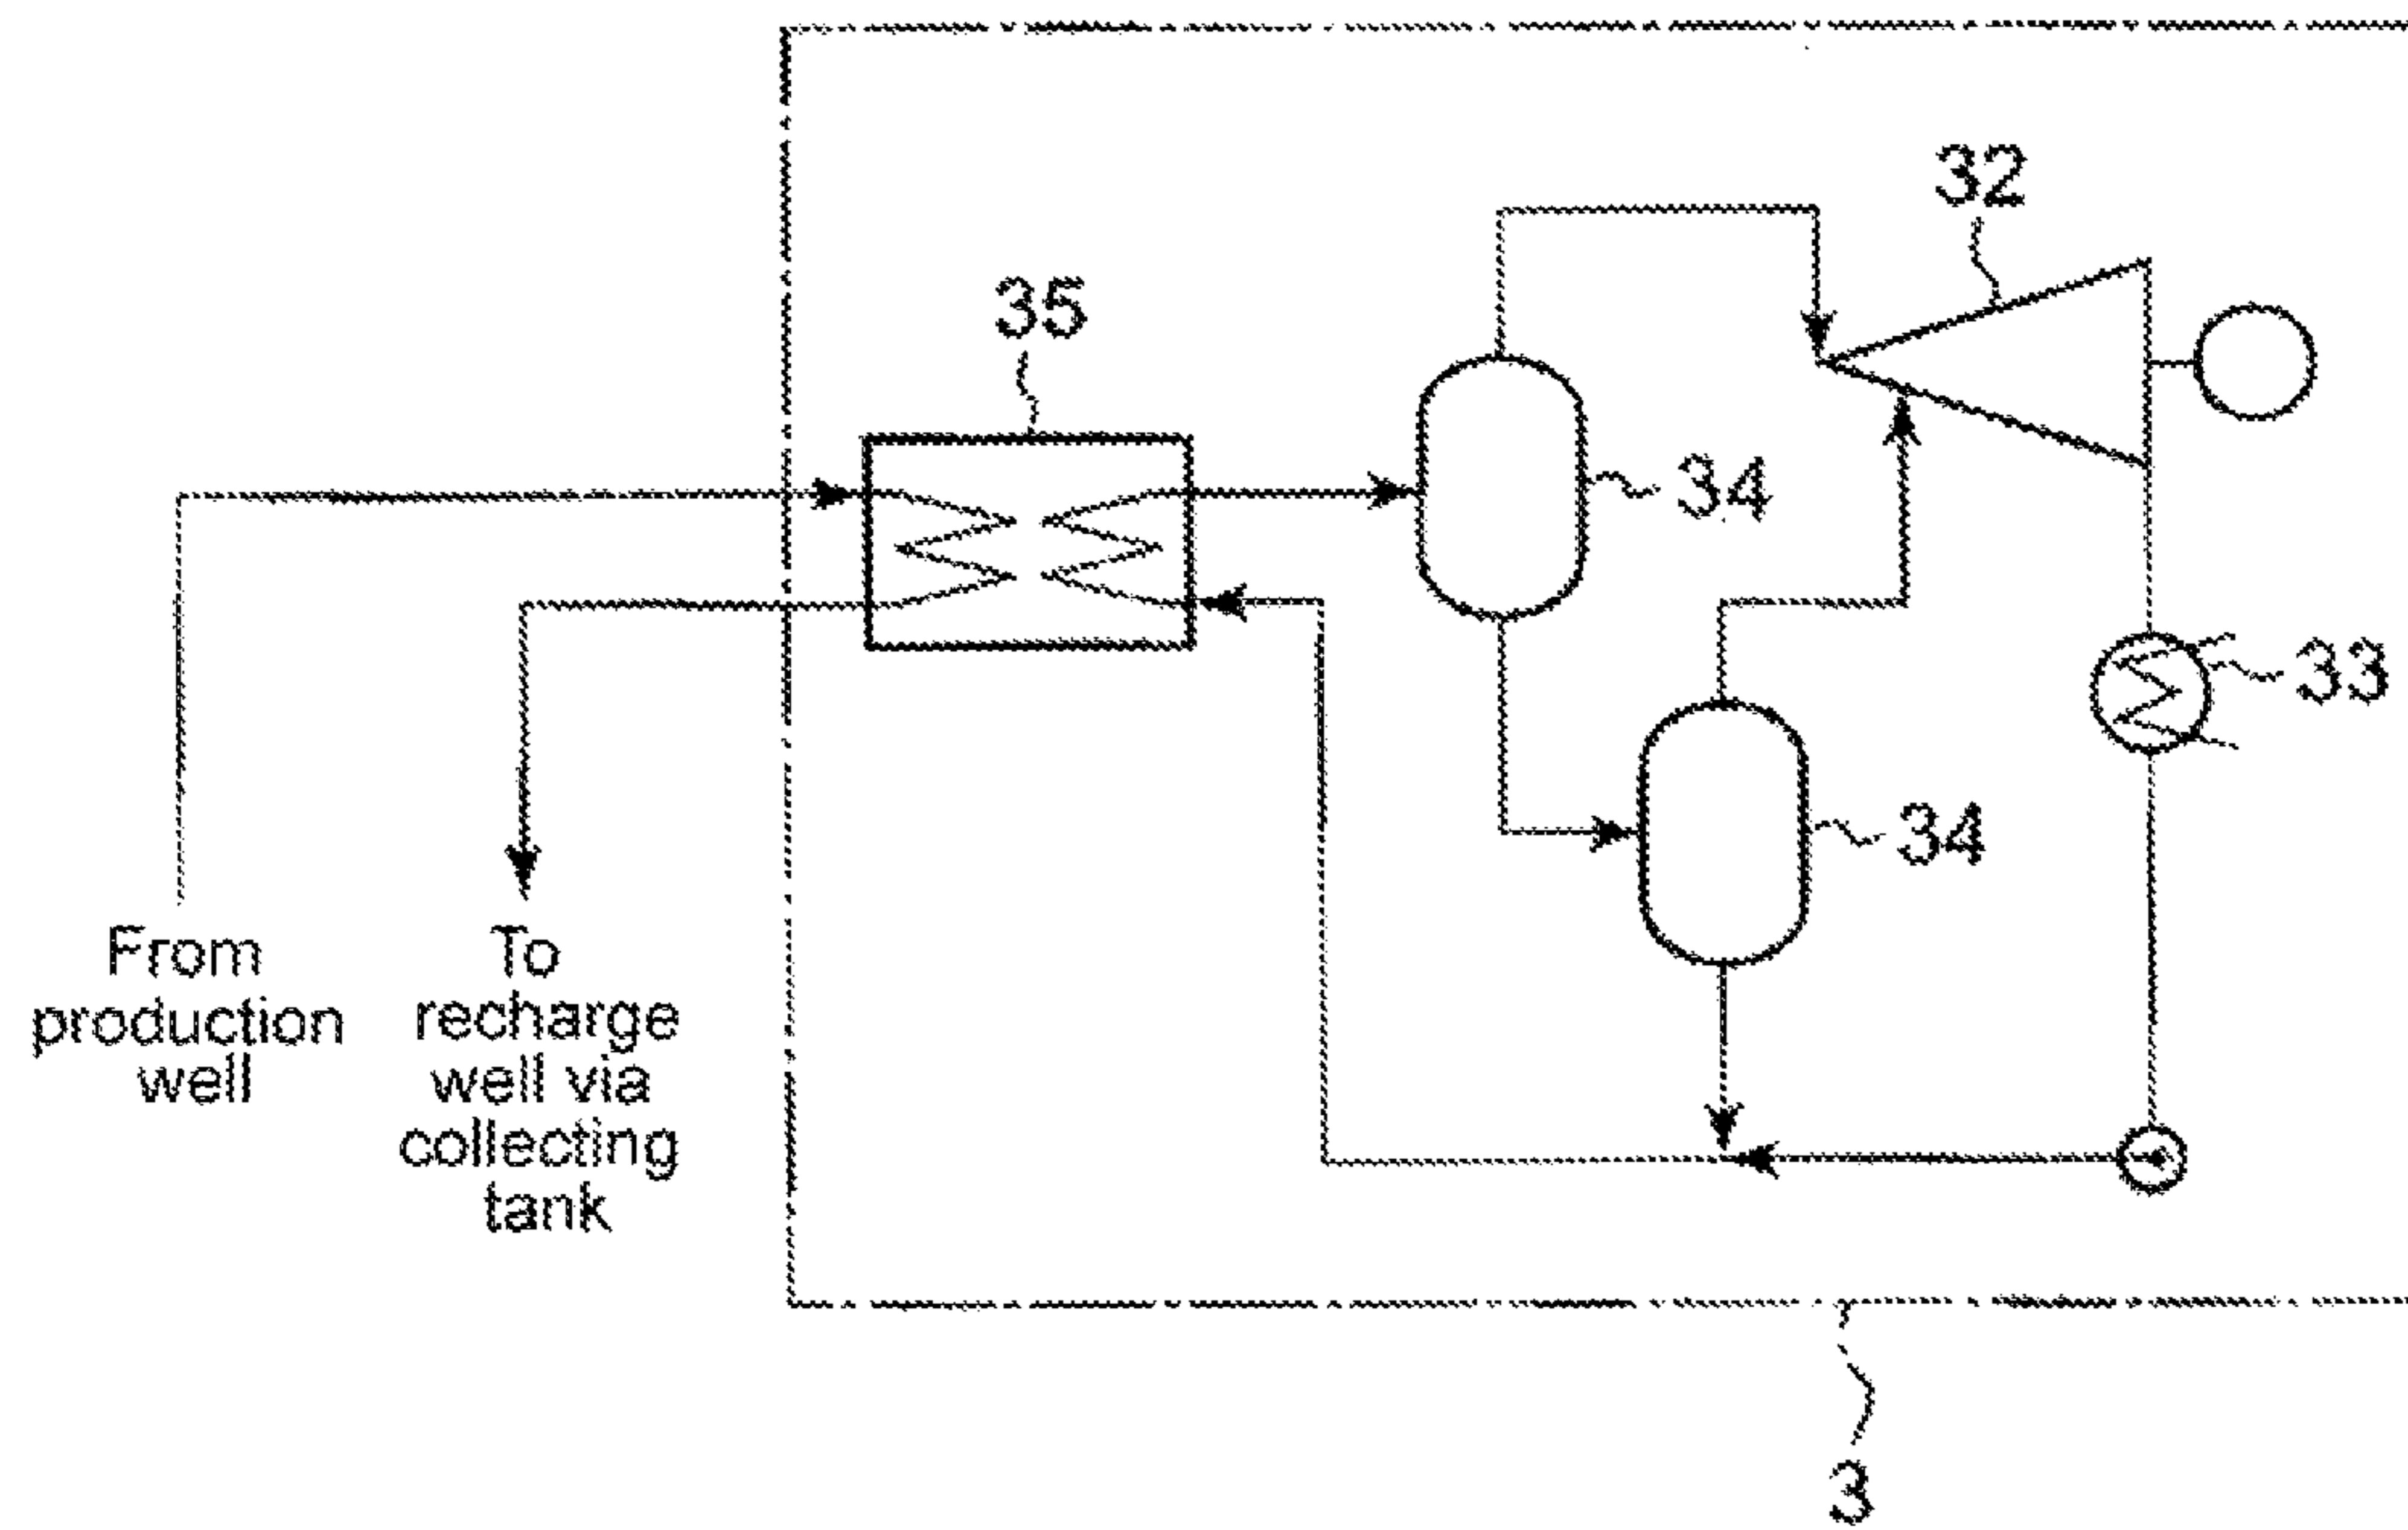 32
35
34
33
34
From
production
well
To
recharge
well via
collecting
tank
3